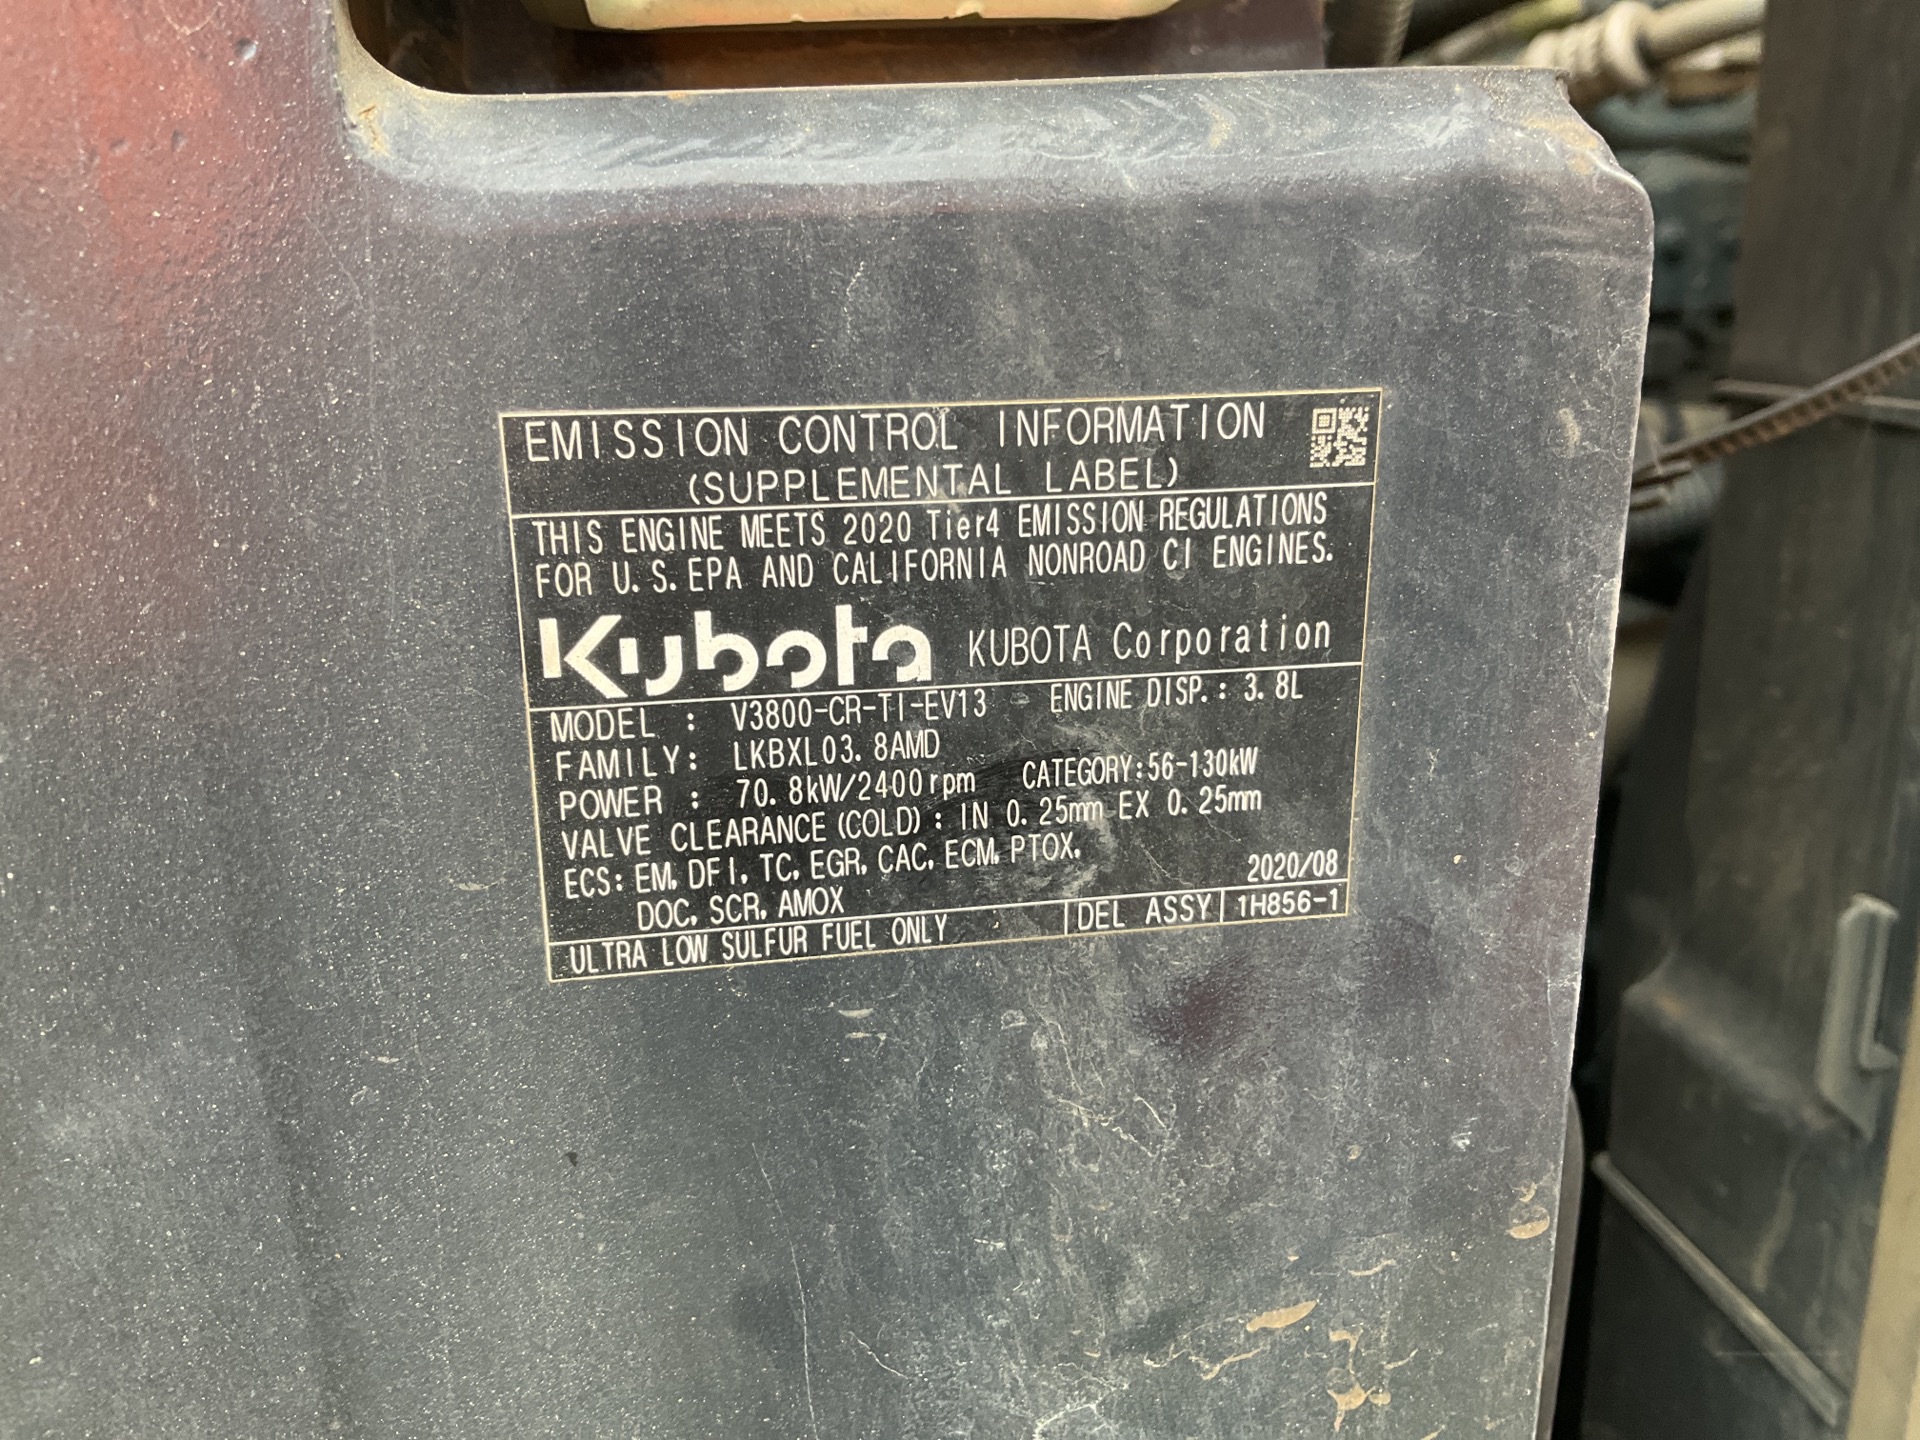 EMISSION CONTROL INFORMATION
(SUPPLEMENTAL LABEL)
THIS ENGINE MEETS 2020 Tier4 EMISSION REGULATIONS
FOR U.S.EPA AND CALIFORNIA NONROAD CI ENGINES.
Kubota KUBOTA Corporation
MODEL : V3800-CR-TI-EV13 ENGINE DISP.: 3.8L
FAMILY: LKBXL03.8AMD
POWER : 70.8kW/2400rpm CATEGORY:56-130kW
VALVE CLEARANCE(COLD): IN 0.25mm EX 0.25mm
ECS: EM, DFI, TC, EGR, CAC, ECM, PTOX,
DOC, SCR, AMOX 2020/08
ULTRA LOW SULFUR FUEL ONLY DEL ASSY 1H856-1